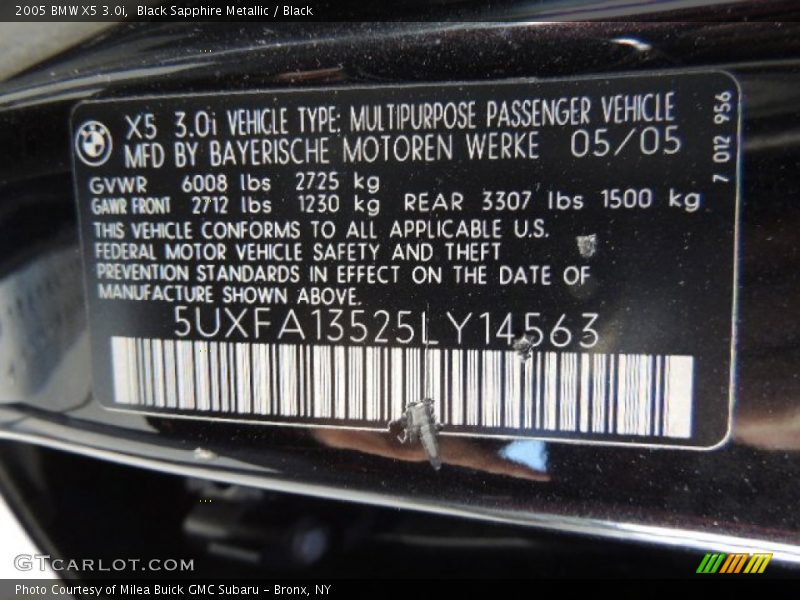 2005 BMW X5 3.0i, Black Sapphire Metallic / Black
X5 3.0i VEHICLE TYPE: MULTIPURPOSE PASSENGER VEHICLE
MFD BY BAYERISCHE MOTOREN WERKE 05/05
7 012 956
GVWR 6008 lbs 2725 kg
GAWR FRONT 2712 lbs 1230 kg REAR 3307 lbs 1500 kg
THIS VEHICLE CONFORMS TO ALL APPLICABLE U.S.
FEDERAL MOTOR VEHICLE SAFETY AND THEFT
PREVENTION STANDARDS IN EFFECT ON THE DATE OF
MANUFACTURE SHOWN ABOVE.
5UXFA13525LY14563
GTCARLOT.COM
Photo Courtesy of Milea Buick GMC Subaru - Bronx, NY